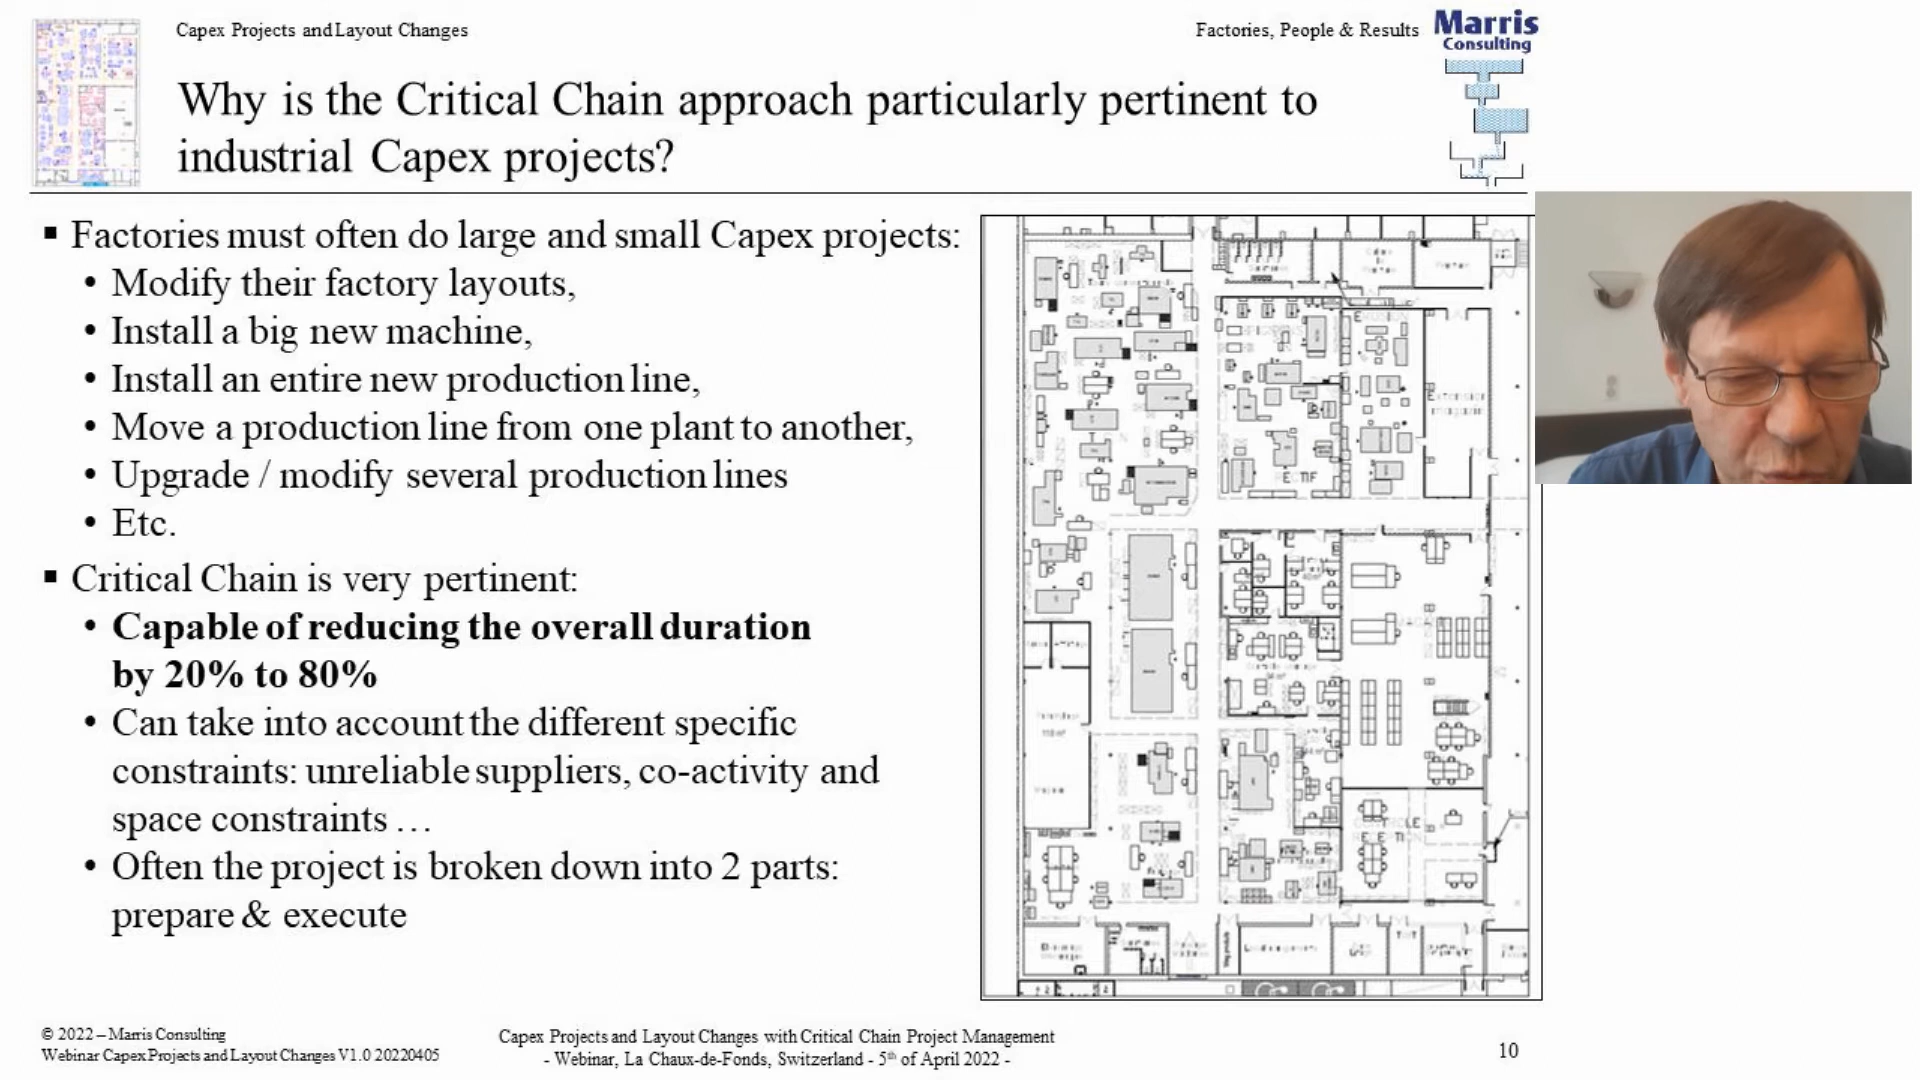 Capex Projects and Layout Changes
Factories, People & Results
Marris
Consulting
Why is the Critical Chain approach particularly pertinent to
industrial Capex projects?
▪ Factories must often do large and small Capex projects:
• Modify their factory layouts,
• Install a big new machine,
• Install an entire new production line,
• Move a production line from one plant to another,
• Upgrade / modify several production lines
• Etc.
▪ Critical Chain is very pertinent:
• Capable of reducing the overall duration
by 20% to 80%
• Can take into account the different specific
constraints: unreliable suppliers, co-activity and
space constraints …
• Often the project is broken down into 2 parts:
prepare & execute
RECTIF
© 2022 – Marris Consulting
Webinar Capex Projects and Layout Changes V1.0 20220405
Capex Projects and Layout Changes with Critical Chain Project Management
- Webinar, La Chaux-de-Fonds, Switzerland - 5th of April 2022 -
10